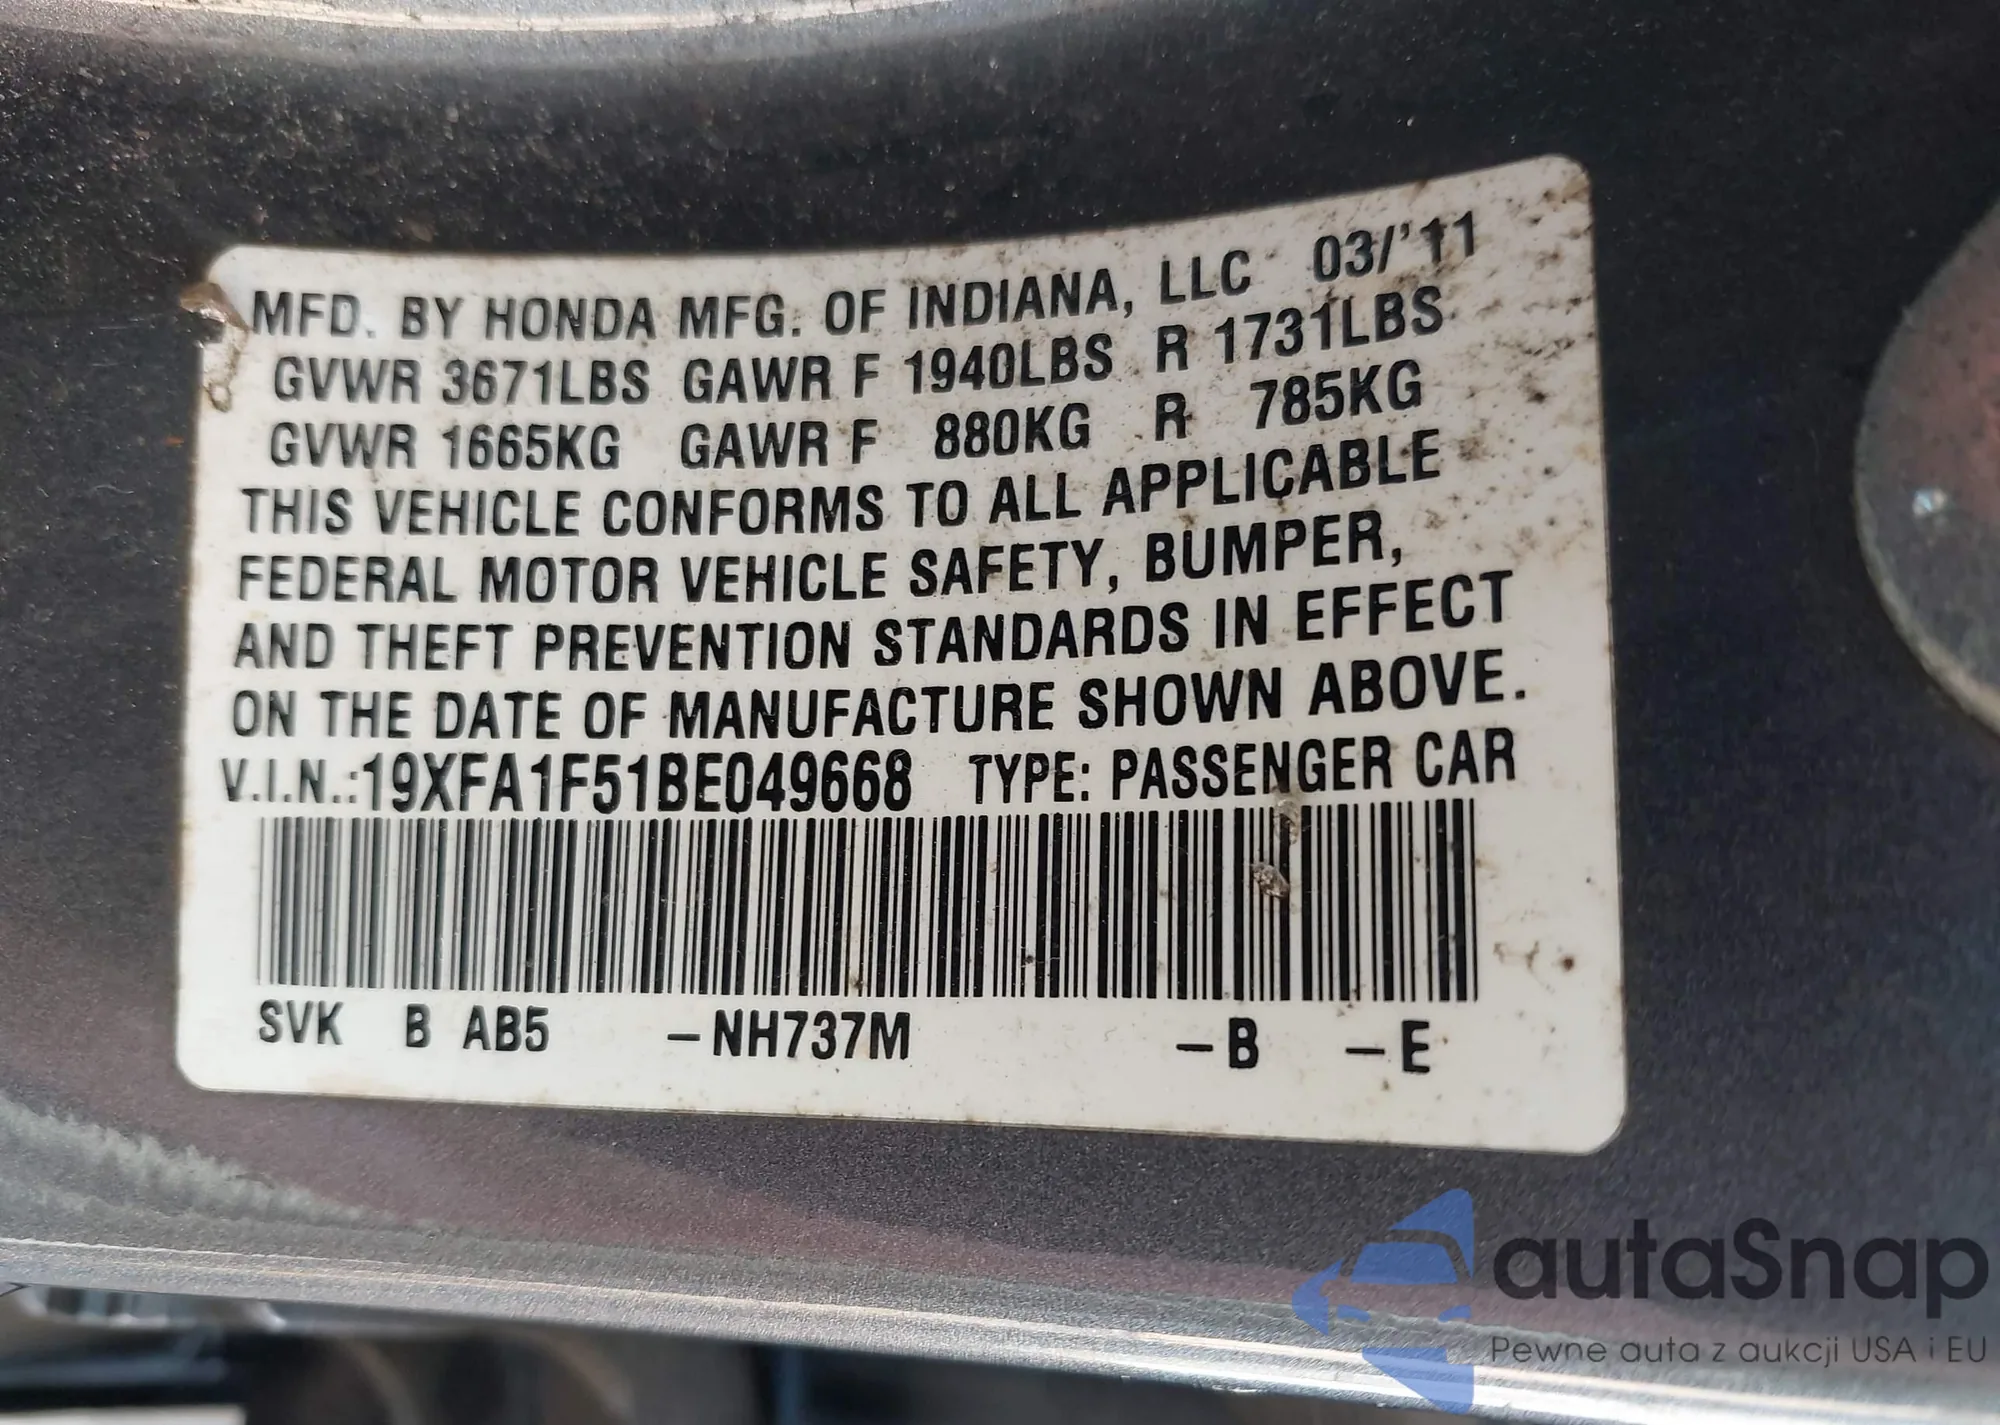 MFD. BY HONDA MFG. OF INDIANA, LLC 03/'11
GVWR 3671LBS GAWR F 1940LBS R 1731LBS
GVWR 1665KG GAWR F 880KG R 785KG
THIS VEHICLE CONFORMS TO ALL APPLICABLE
FEDERAL MOTOR VEHICLE SAFETY, BUMPER,
AND THEFT PREVENTION STANDARDS IN EFFECT
ON THE DATE OF MANUFACTURE SHOWN ABOVE.
V.I.N.:19XFA1F51BE049668 TYPE: PASSENGER CAR
SVK B AB5 –NH737M –B –E
autaSnap
Pewne auta z aukcji USA i EU